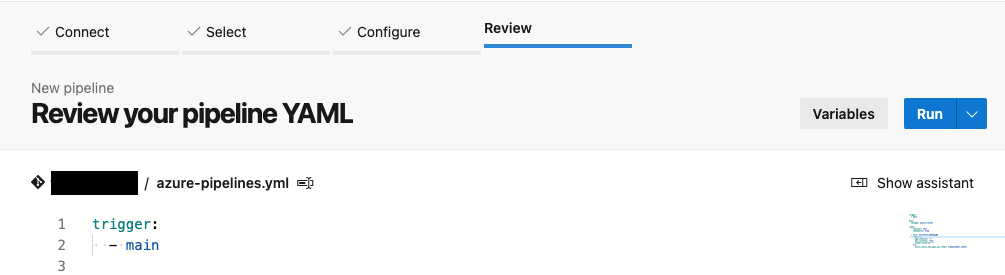 Connect
Select
Configure
Review
New pipeline
Review your pipeline YAML
Variables
Run
/ azure-pipelines.yml
Show assistant
1 trigger:
2 - main
3